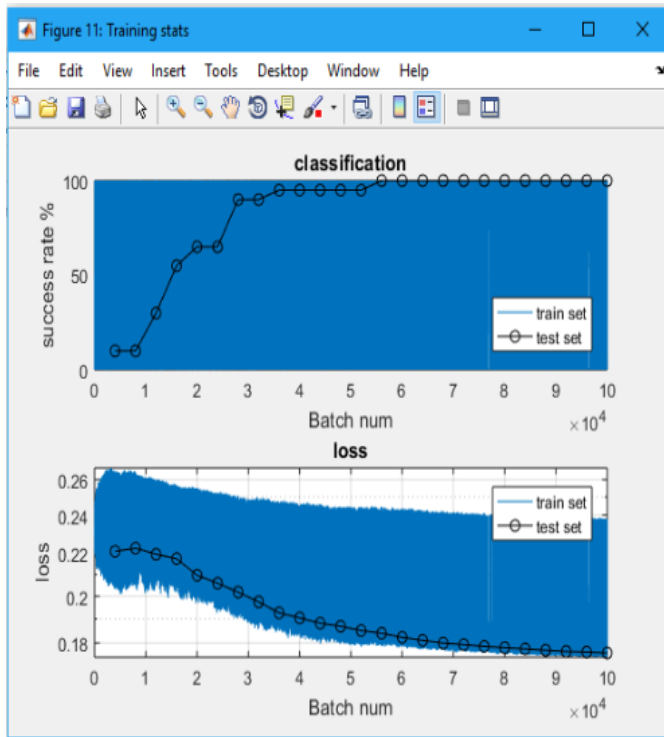 Figure 11: Training stats
File Edit View Insert Tools Desktop Window Help
classification
success rate %
100
50
0
train set
test set
0 1 2 3 4 5 6 7 8 9 10
Batch num
×10⁴
loss
loss
0.26
0.24
0.22
0.2
0.18
train set
test set
0 1 2 3 4 5 6 7 8 9 10
Batch num
×10⁴